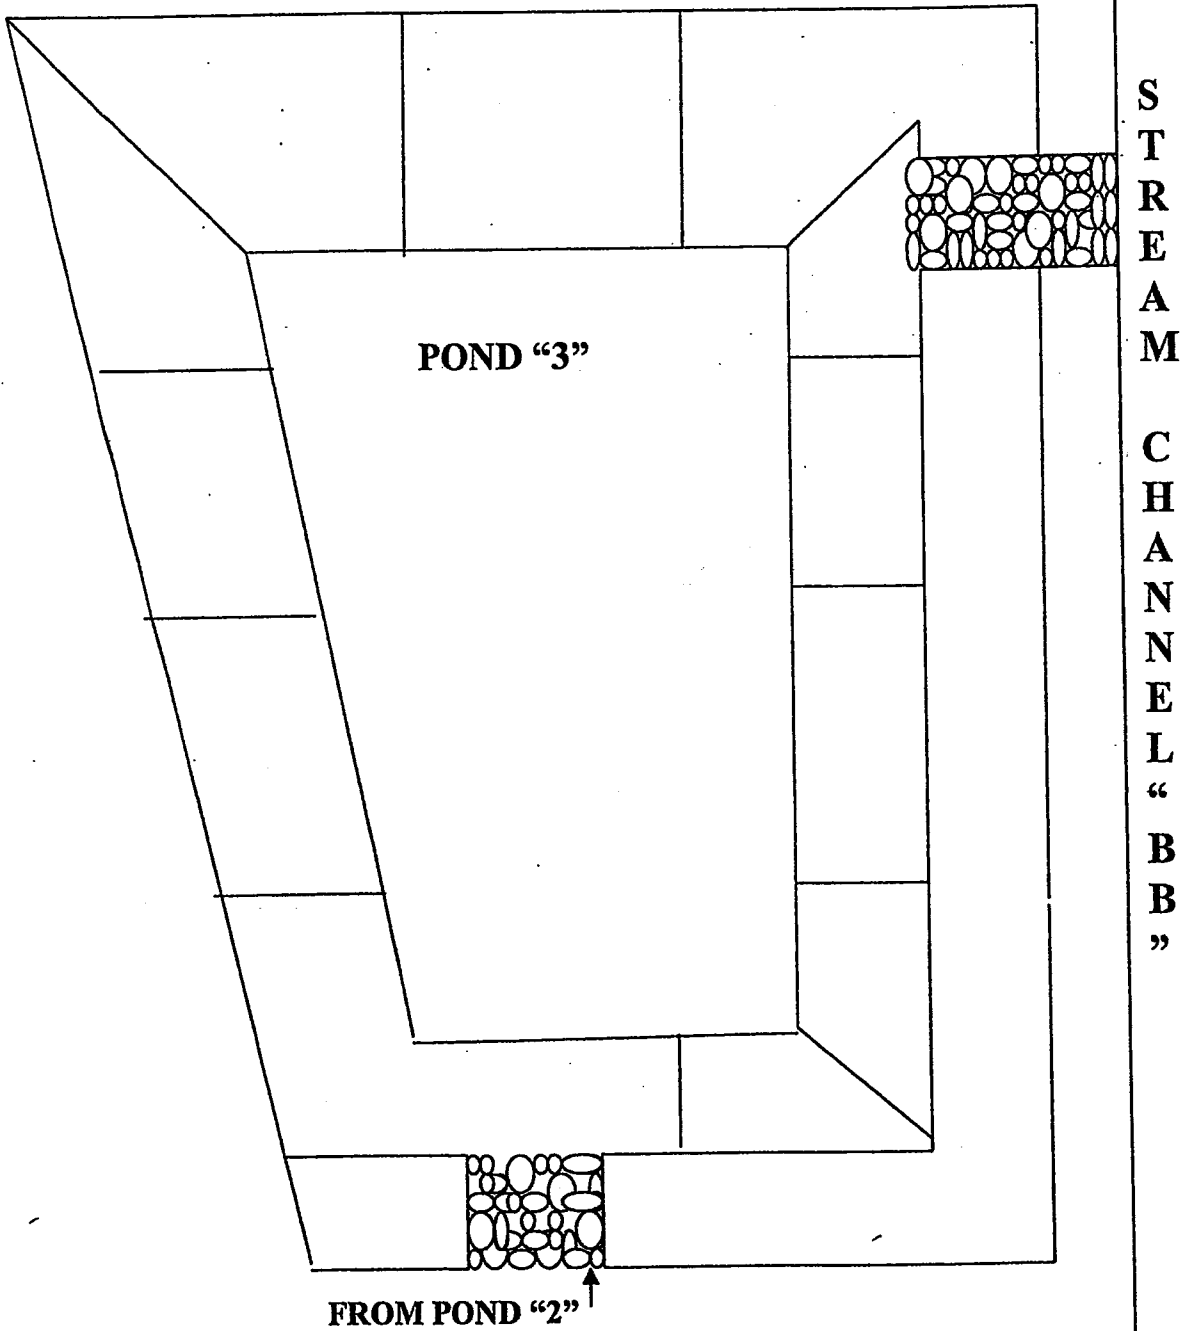 POND “3”
STREAM CHANNEL “BB”
FROM POND “2”